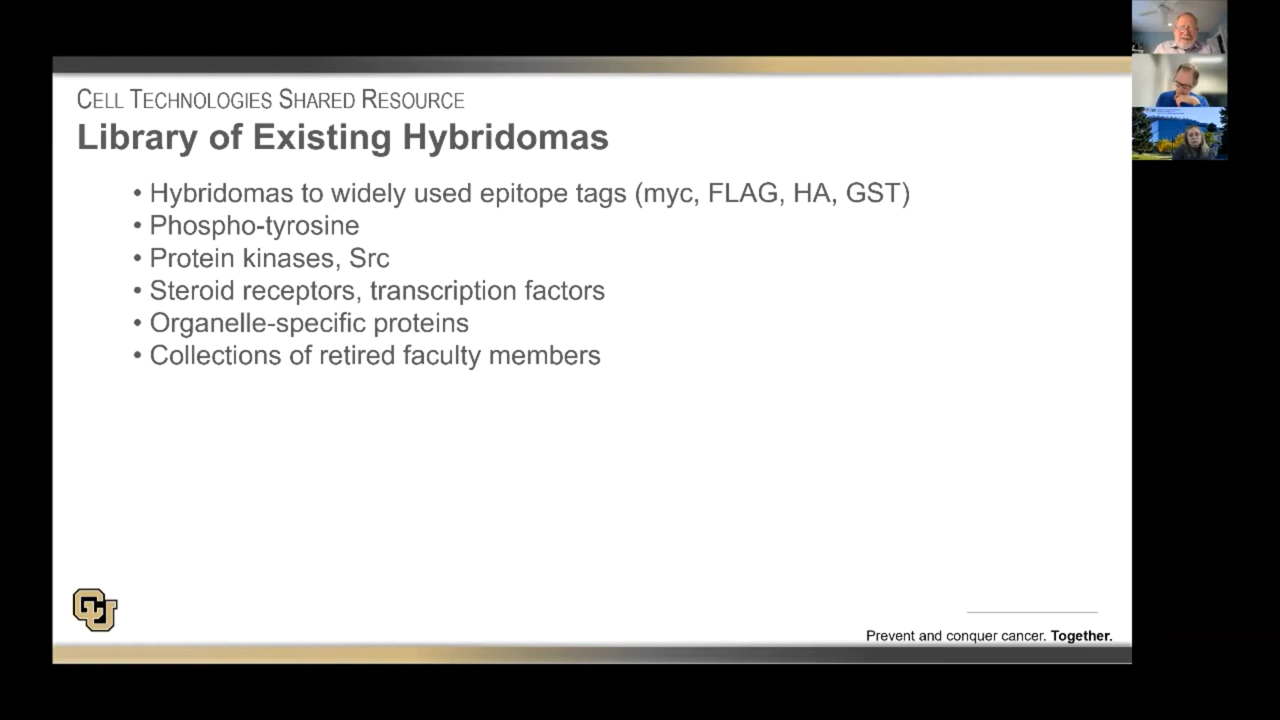 CELL TECHNOLOGIES SHARED RESOURCE
Library of Existing Hybridomas
• Hybridomas to widely used epitope tags (myc, FLAG, HA, GST)
• Phospho-tyrosine
• Protein kinases, Src
• Steroid receptors, transcription factors
• Organelle-specific proteins
• Collections of retired faculty members
CU
Prevent and conquer cancer. Together.